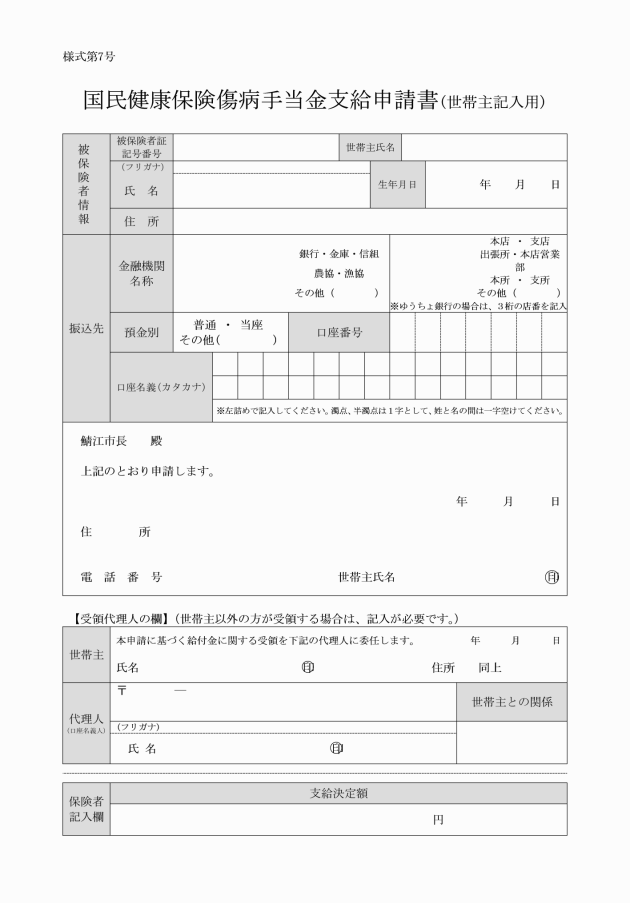 様式第7号
国民健康保険傷病手当金支給申請書(世帯主記入用)
被保険者情報
被保険者証
記号番号
世帯主氏名
(フリガナ)
氏 名
生年月日
年 月 日
住 所
振込先
金融機関
名称
銀行・金庫・信組
農協・漁協
その他 ( )
本店 ・ 支店
出張所・本店営業
部
本所 ・ 支所
その他 ( )
※ゆうちょ銀行の場合は、3桁の店番を記入
預金別
普通 ・ 当座
その他( )
口座番号
口座名義(カタカナ)
※左詰めで記入してください。濁点、半濁点は1字として、姓と名の間は一字空けてください。
鯖江市長 殿
上記のとおり申請します。
年 月 日
住 所
電 話 番 号 世帯主氏名 ㊞
【受領代理人の欄】(世帯主以外の方が受領する場合は、記入が必要です。)
世帯主
本申請に基づく給付金に関する受領を下記の代理人に委任します。 年 月 日
氏名 ㊞ 住所 同上
代理人
(口座名義人)
〒 ―
世帯主との関係
(フリガナ)
氏 名 ㊞
保険者
記入欄
支給決定額
円